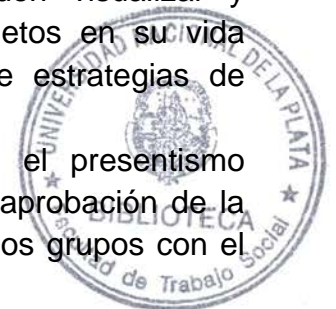 etos en su vida
e estrategias de
el presentismo
aprobación de la
os grupos con el
UNIVERSIDAD NACIONAL DE LA PLATA
BIBLIOTECA
Facultad de Trabajo Social